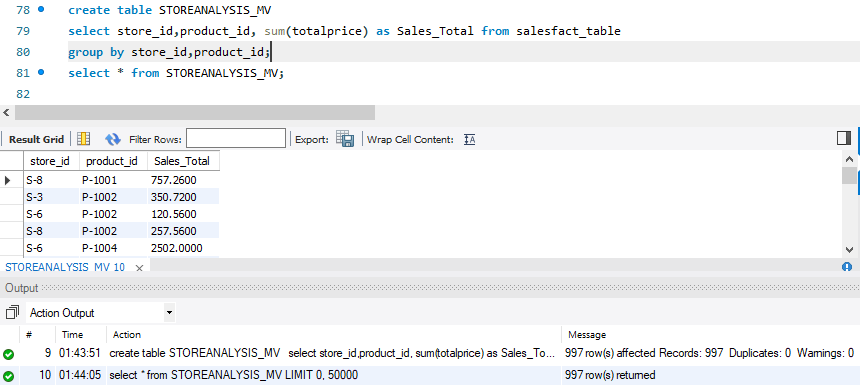 78 create table STOREANALYSIS_MV
79 select store_id,product_id, sum(totalprice) as Sales_Total from salesfact_table
80 group by store_id,product_id;
81 select * from STOREANALYSIS_MV;
82
Result Grid Filter Rows: Export: Wrap Cell Content:
store_id product_id Sales_Total
S-8 P-1001 757.2600
S-3 P-1002 350.7200
S-6 P-1002 120.5600
S-8 P-1002 257.5600
S-6 P-1004 2502.0000
STOREANALYSIS_MV 10
Output
Action Output
# Time Action Message
9 01:43:51 create table STOREANALYSIS_MV select store_id,product_id, sum(totalprice) as Sales_To... 997 row(s) affected Records: 997 Duplicates: 0 Warnings: 0
10 01:44:05 select * from STOREANALYSIS_MV LIMIT 0, 50000 997 row(s) returned